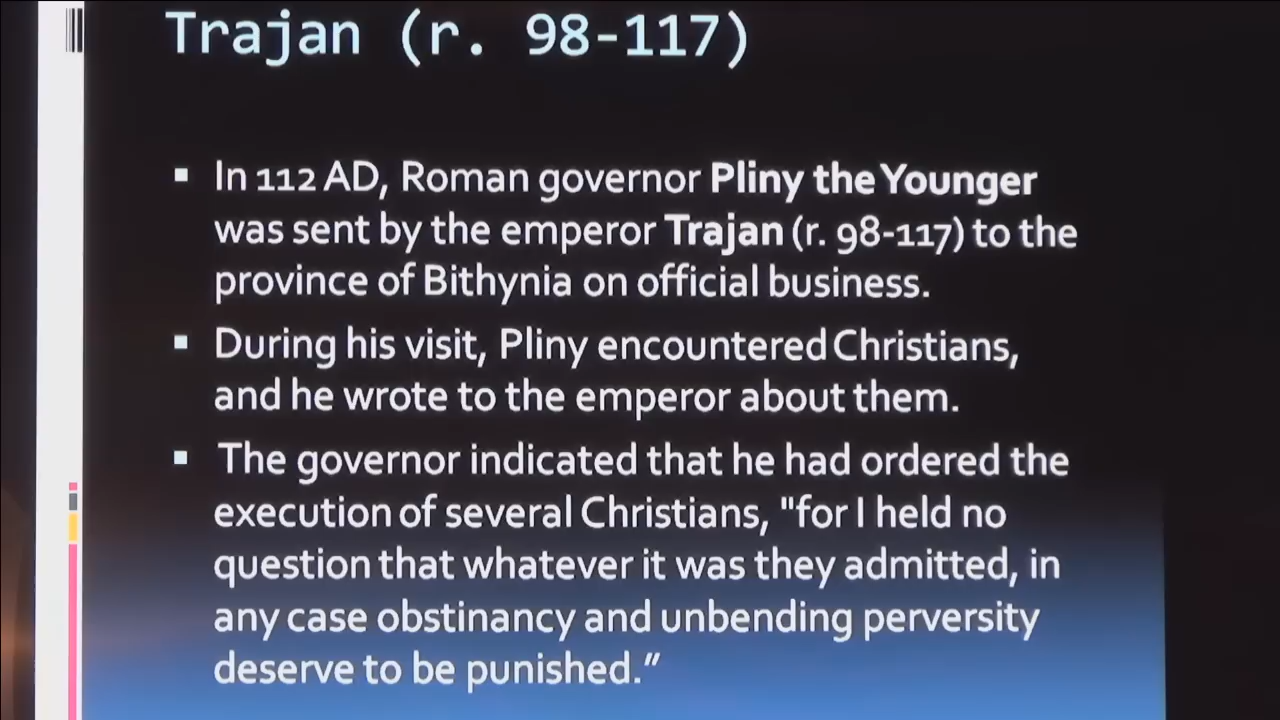 Trajan (r. 98-117)
In 112 AD, Roman governor Pliny the Younger
was sent by the emperor Trajan (r. 98-117) to the
province of Bithynia on official business.
During his visit, Pliny encountered Christians,
and he wrote to the emperor about them.
The governor indicated that he had ordered the
execution of several Christians, "for I held no
question that whatever it was they admitted, in
any case obstinancy and unbending perversity
deserve to be punished.”